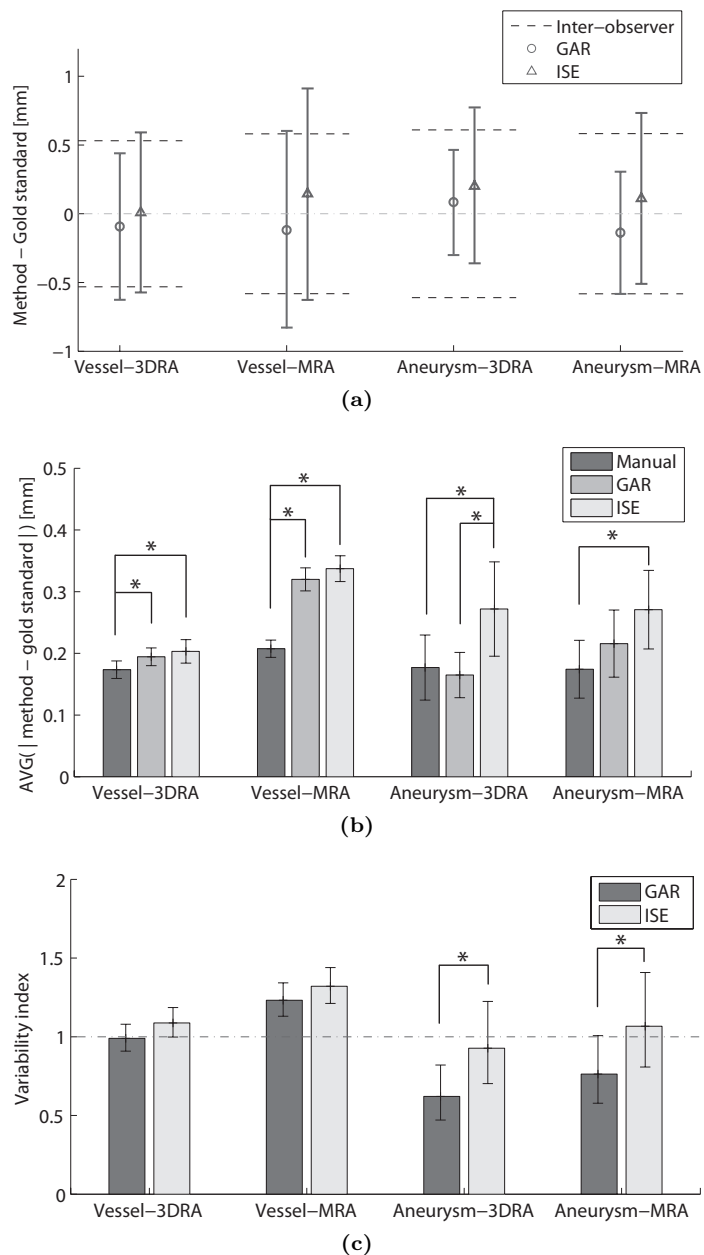 Inter−observer
GAR
ISE
Method − Gold standard [mm]
1
0.5
0
−0.5
−1
Vessel−3DRA Vessel−MRA Aneurysm−3DRA Aneurysm−MRA
(a)
Manual
GAR
ISE
AVG( | method − gold standard | ) [mm]
0.5
0.4
0.3
0.2
0.1
0
* * * * * * *
Vessel−3DRA Vessel−MRA Aneurysm−3DRA Aneurysm−MRA
(b)
GAR
ISE
Variability index
2
1.5
1
0.5
0
* *
Vessel−3DRA Vessel−MRA Aneurysm−3DRA Aneurysm−MRA
(c)